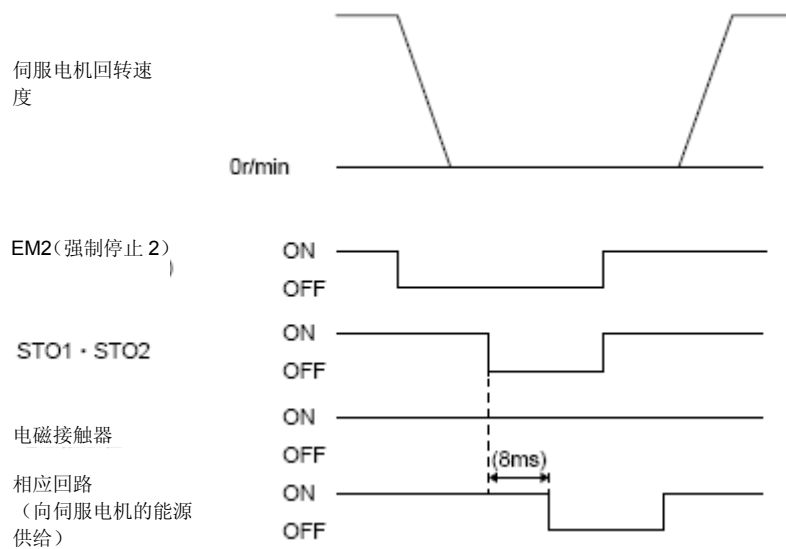 伺服电机回转速
度
0r/min
EM2（强制停止 2）
)
ON
OFF
STO1・STO2
ON
OFF
电磁接触器
ON
OFF
(8ms)
相应回路
（向伺服电机的能源
供给）
ON
OFF